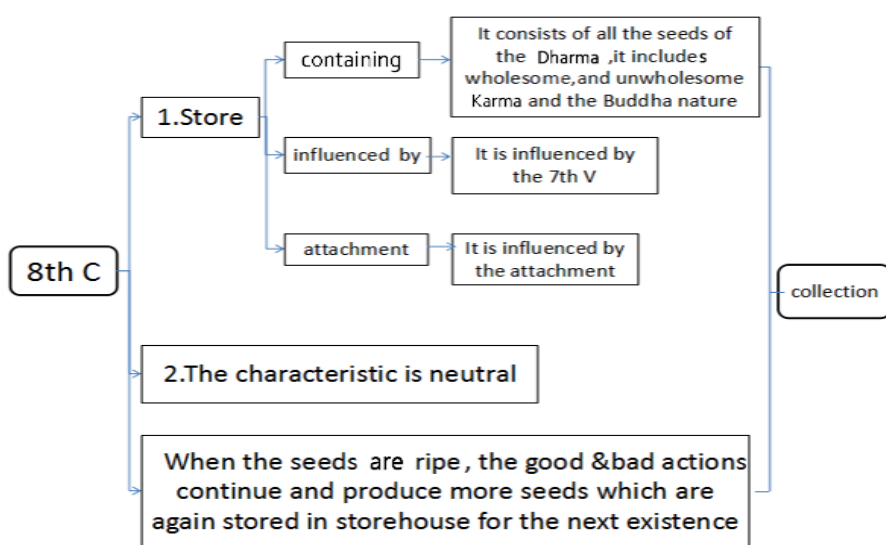 8th C
1.Store
containing
It consists of all the seeds of
the Dharma ,it includes
wholesome,and unwholesome
Karma and the Buddha nature
influenced by
It is influenced by
the 7th V
attachment
It is influenced by
the attachment
2.The characteristic is neutral
When the seeds are ripe, the good &bad actions
continue and produce more seeds which are
again stored in storehouse for the next existence
collection